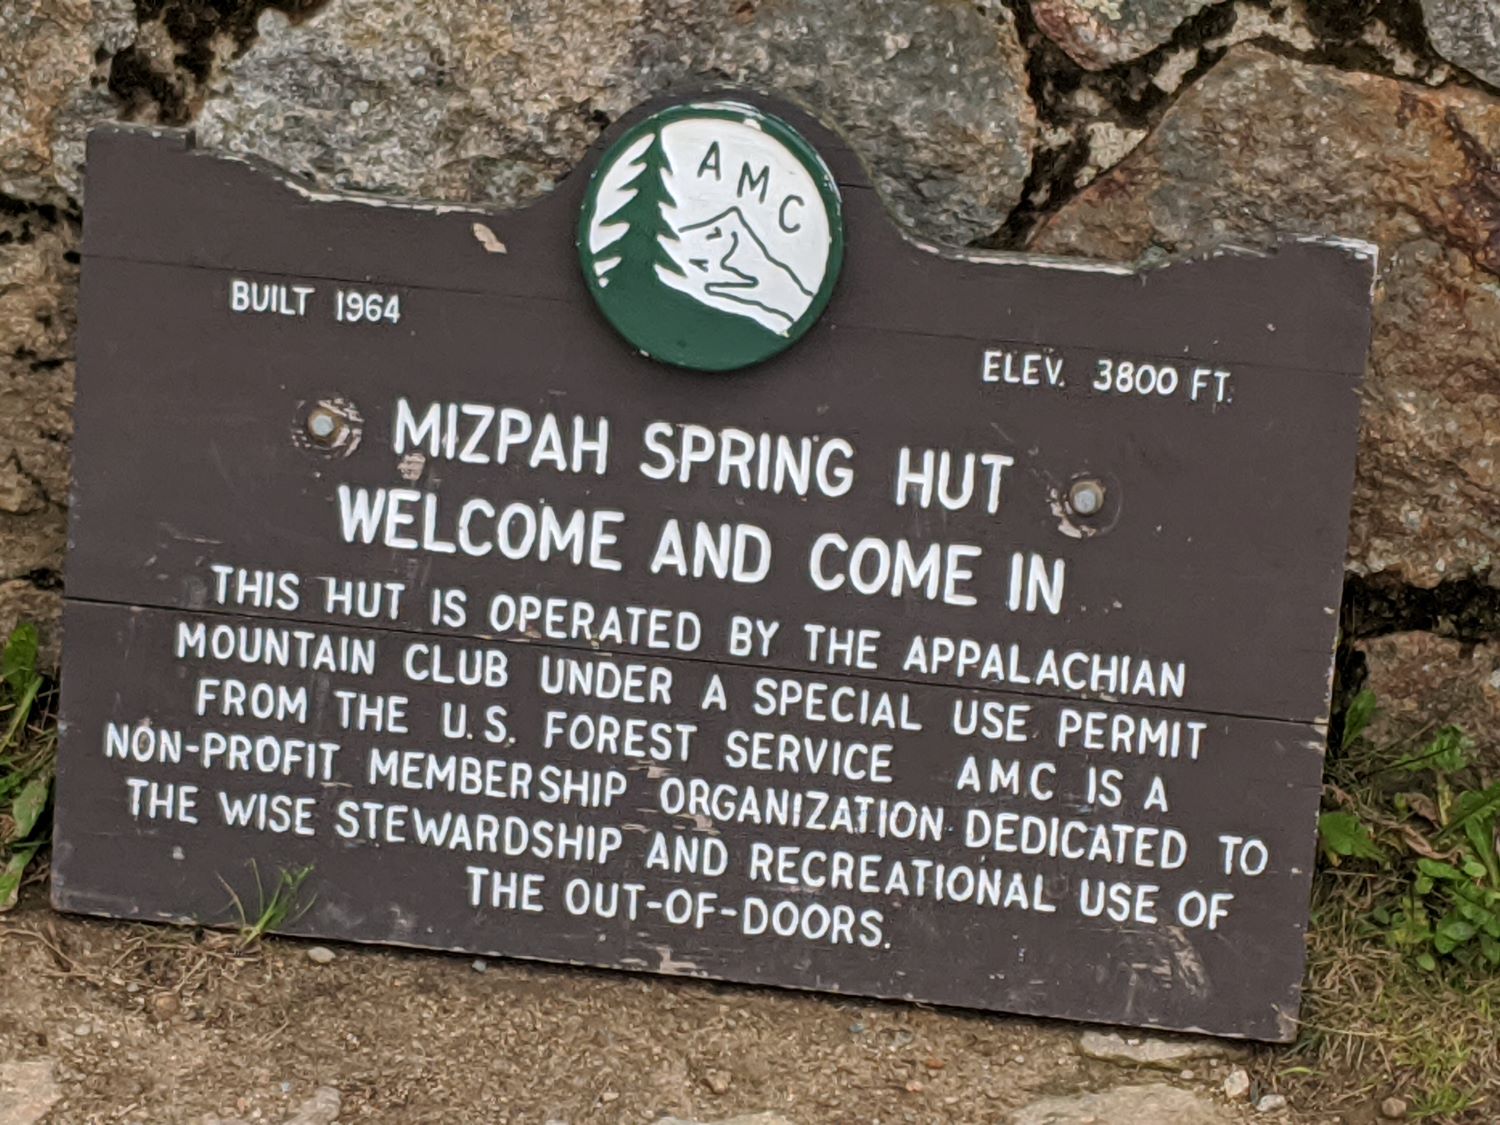 AMC
BUILT 1964
ELEV. 3800 FT.
MIZPAH SPRING HUT
WELCOME AND COME IN
THIS HUT IS OPERATED BY THE APPALACHIAN
MOUNTAIN CLUB UNDER A SPECIAL USE PERMIT
FROM THE U.S. FOREST SERVICE AMC IS A
NON-PROFIT MEMBERSHIP ORGANIZATION DEDICATED TO
THE WISE STEWARDSHIP AND RECREATIONAL USE OF
THE OUT-OF-DOORS.